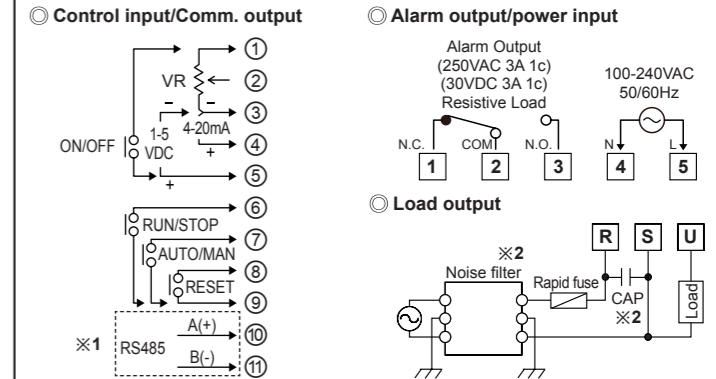 ◎ Control input/Comm. output
①
VR
②
③
4-20mA
④
ON/OFF
1-5
VDC
⑤
⑥
RUN/STOP
⑦
AUTO/MAN
⑧
RESET
⑨
※1
RS485
A(+)
⑩
B(-)
⑪
◎ Alarm output/power input
Alarm Output
(250VAC 3A 1c)
(30VDC 3A 1c)
Resistive Load
100-240VAC
50/60Hz
N.C.
COM
N.O.
N
L
1
2
3
4
5
◎ Load output
R
S
U
※2
Noise filter
Rapid fuse
CAP
※2
Load